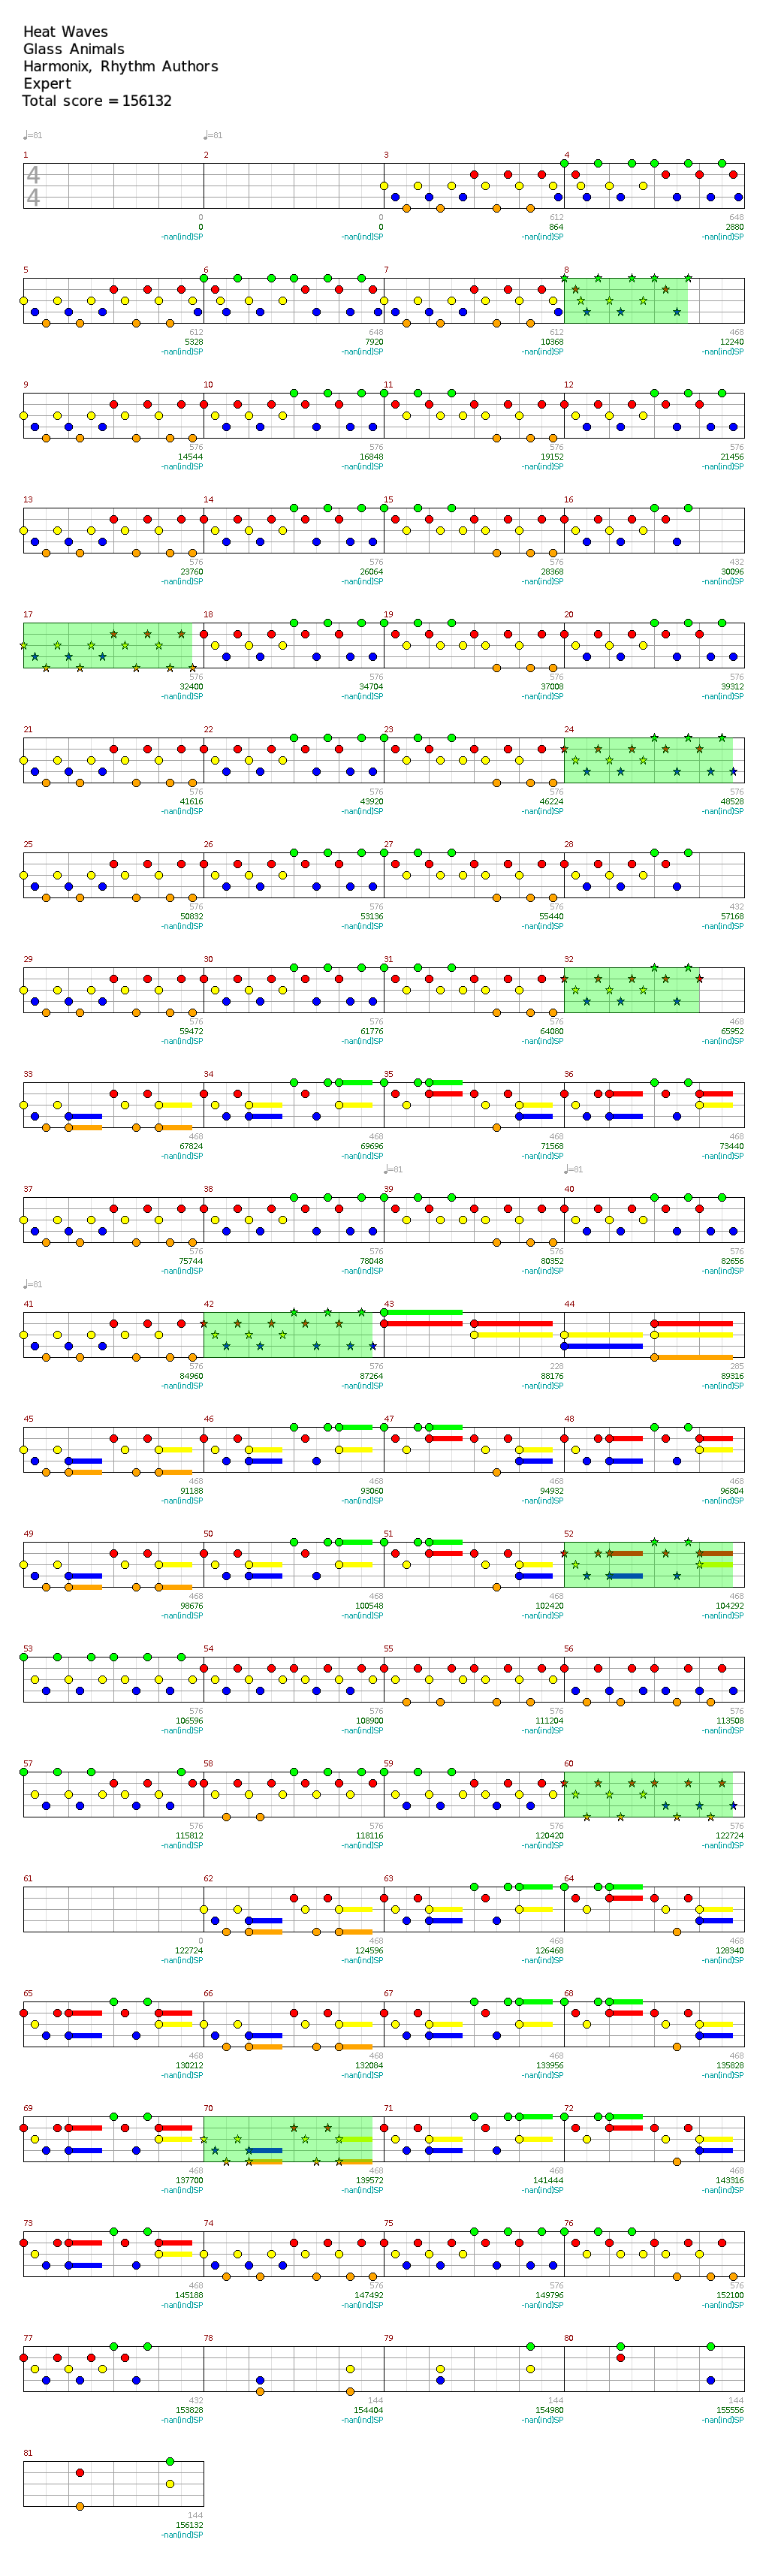 Heat Waves
Glass Animals
Harmonix, Rhythm Authors
Expert
Total score = 156132
♩=81 ♩=81
1 2 3 4
4
4
0 0 612 648
0 0 864 2880
-nan(ind)SP -nan(ind)SP -nan(ind)SP -nan(ind)SP
5 6 7 8
612 648 612 468
5328 7920 10368 12240
-nan(ind)SP -nan(ind)SP -nan(ind)SP -nan(ind)SP
9 10 11 12
576 576 576 576
14544 16848 19152 21456
-nan(ind)SP -nan(ind)SP -nan(ind)SP -nan(ind)SP
13 14 15 16
576 576 576 432
23760 26064 28368 30096
-nan(ind)SP -nan(ind)SP -nan(ind)SP -nan(ind)SP
17 18 19 20
576 576 576 576
32400 34704 37008 39312
-nan(ind)SP -nan(ind)SP -nan(ind)SP -nan(ind)SP
21 22 23 24
576 576 576 576
41616 43920 46224 48528
-nan(ind)SP -nan(ind)SP -nan(ind)SP -nan(ind)SP
25 26 27 28
576 576 576 432
50832 53136 55440 57168
-nan(ind)SP -nan(ind)SP -nan(ind)SP -nan(ind)SP
29 30 31 32
576 576 576 468
59472 61776 64080 65952
-nan(ind)SP -nan(ind)SP -nan(ind)SP -nan(ind)SP
33 34 35 36
468 468 468 468
67824 69696 71568 73440
-nan(ind)SP -nan(ind)SP -nan(ind)SP -nan(ind)SP
♩=81 ♩=81
37 38 39 40
576 576 576 576
75744 78048 80352 82656
-nan(ind)SP -nan(ind)SP -nan(ind)SP -nan(ind)SP
♩=81
41 42 43 44
576 576 228 285
84960 87264 88176 89316
-nan(ind)SP -nan(ind)SP -nan(ind)SP -nan(ind)SP
45 46 47 48
468 468 468 468
91188 93060 94932 96804
-nan(ind)SP -nan(ind)SP -nan(ind)SP -nan(ind)SP
49 50 51 52
468 468 468 468
98676 100548 102420 104292
-nan(ind)SP -nan(ind)SP -nan(ind)SP -nan(ind)SP
53 54 55 56
576 576 576 576
106596 108900 111204 113508
-nan(ind)SP -nan(ind)SP -nan(ind)SP -nan(ind)SP
57 58 59 60
576 576 576 576
115812 118116 120420 122724
-nan(ind)SP -nan(ind)SP -nan(ind)SP -nan(ind)SP
61 62 63 64
0 468 468 468
122724 124596 126468 128340
-nan(ind)SP -nan(ind)SP -nan(ind)SP -nan(ind)SP
65 66 67 68
468 468 468 468
130212 132084 133956 135828
-nan(ind)SP -nan(ind)SP -nan(ind)SP -nan(ind)SP
69 70 71 72
468 468 468 468
137700 139572 141444 143316
-nan(ind)SP -nan(ind)SP -nan(ind)SP -nan(ind)SP
73 74 75 76
468 576 576 576
145188 147492 149796 152100
-nan(ind)SP -nan(ind)SP -nan(ind)SP -nan(ind)SP
77 78 79 80
432 144 144 144
153828 154404 154980 155556
-nan(ind)SP -nan(ind)SP -nan(ind)SP -nan(ind)SP
81
144
156132
-nan(ind)SP